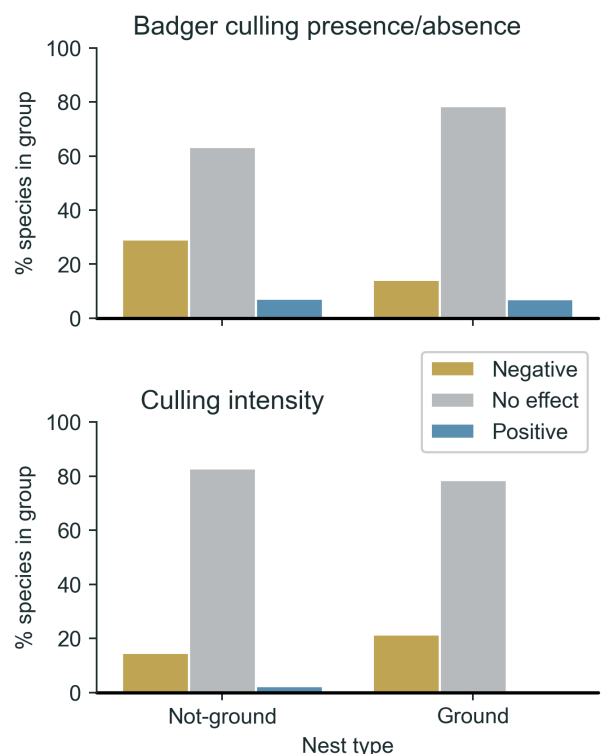 Badger culling presence/absence
100
80
60
40
20
0
% species in group
Negative
No effect
Positive
Culling intensity
100
80
60
40
20
0
% species in group
Not-ground
Ground
Nest type